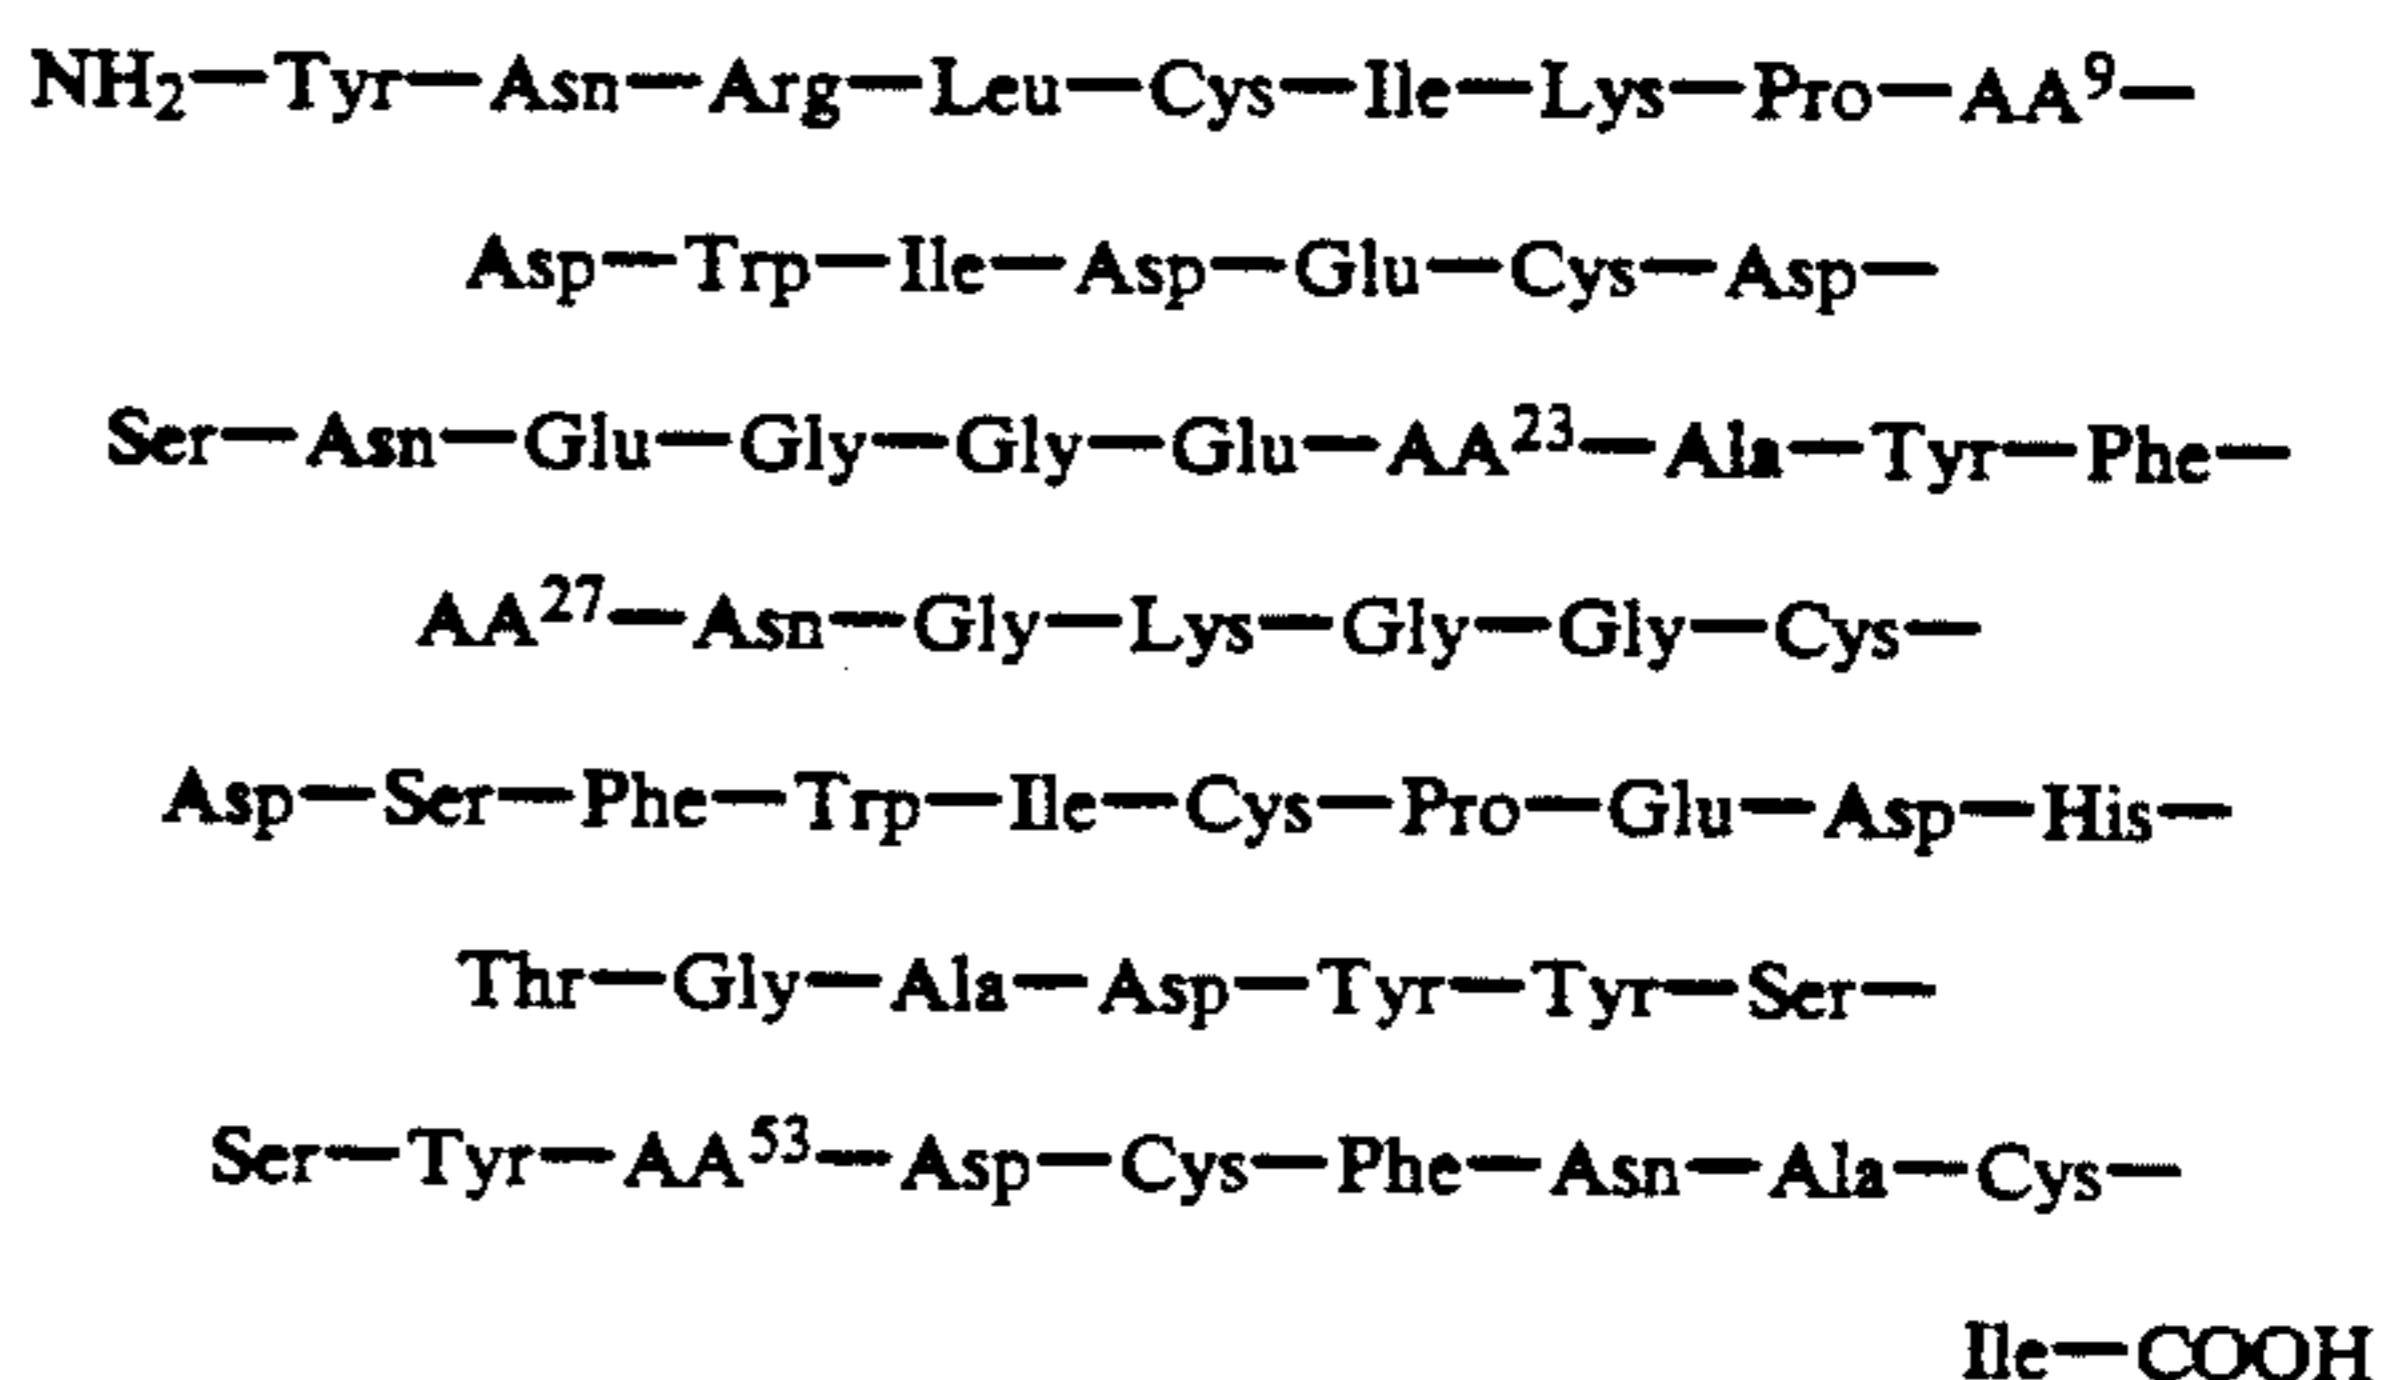 NH₂—Tyr—Asn—Arg—Leu—Cys—Ile—Lys—Pro—AA⁹—
Asp—Trp—Ile—Asp—Glu—Cys—Asp—
Ser—Asn—Glu—Gly—Gly—Glu—AA²³—Ala—Tyr—Phe—
AA²⁷—Asn—Gly—Lys—Gly—Gly—Cys—
Asp—Ser—Phe—Trp—Ile—Cys—Pro—Glu—Asp—His—
Thr—Gly—Ala—Asp—Tyr—Tyr—Ser—
Ser—Tyr—AA⁵³—Asp—Cys—Phe—Asn—Ala—Cys—
Ile—COOH